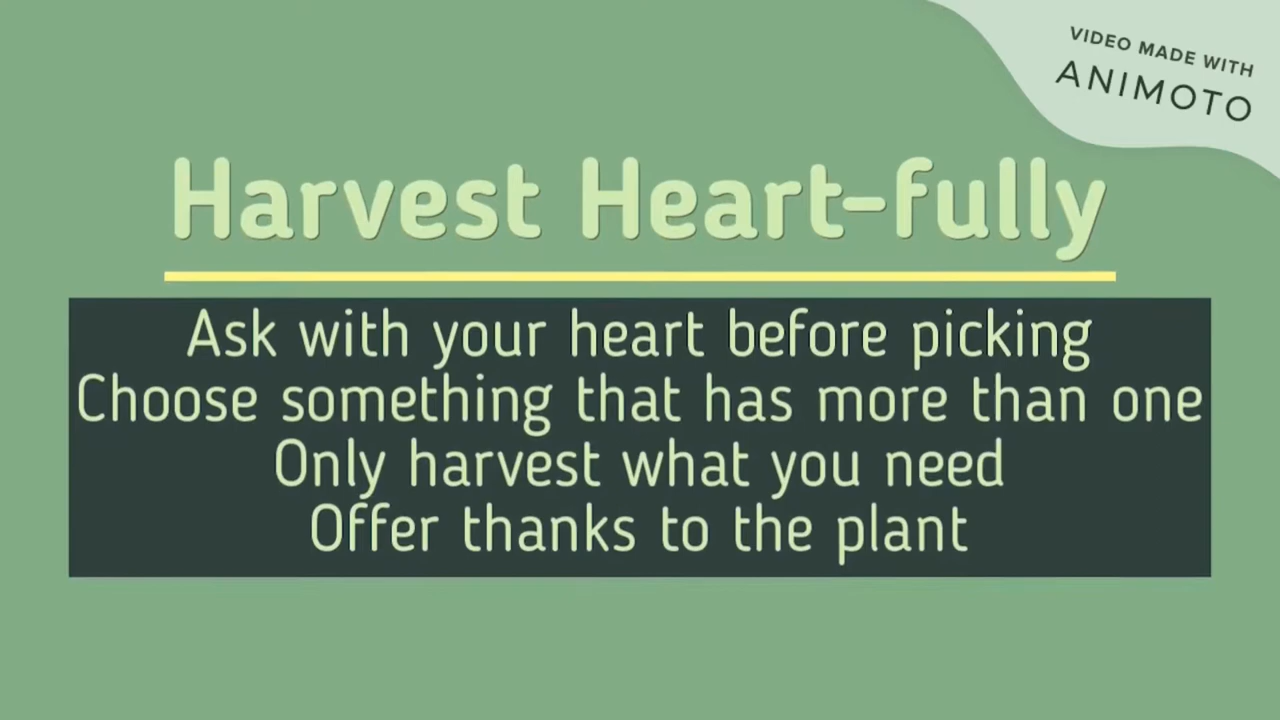 VIDEO MADE WITH
ANIMOTO
Harvest Heart-fully
Ask with your heart before picking
Choose something that has more than one
Only harvest what you need
Offer thanks to the plant